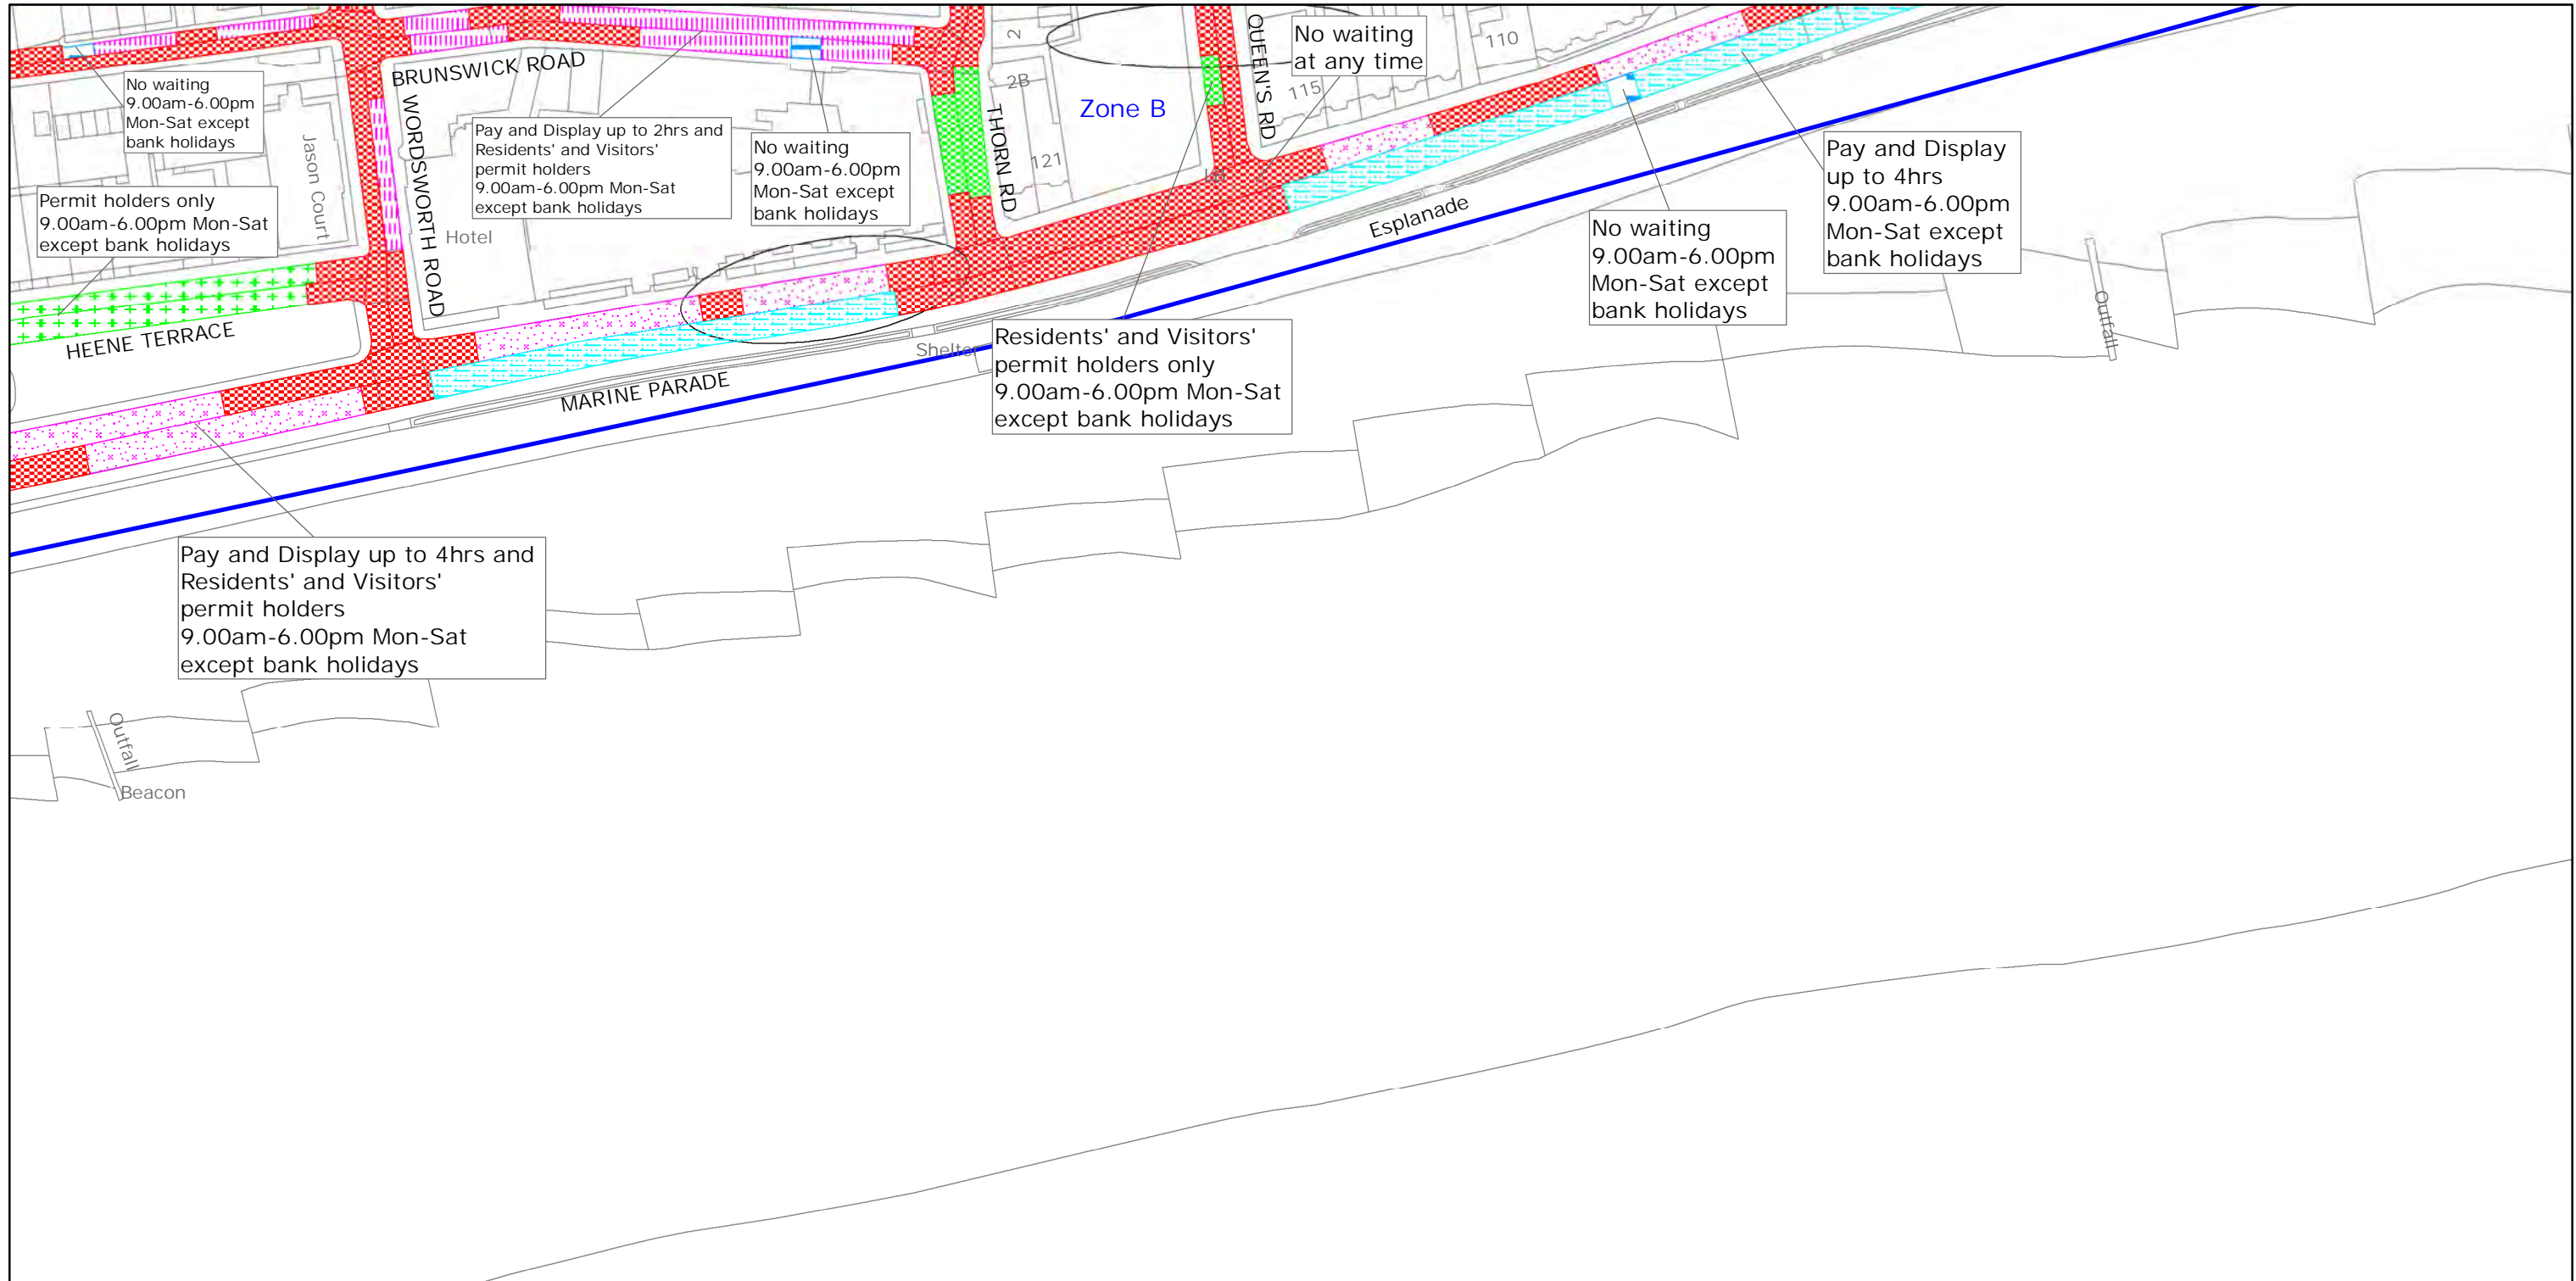 No waiting
9.00am-6.00pm
Mon-Sat except
bank holidays
BRUNSWICK ROAD
WORDSWORTH ROAD
Jason Court
Permit holders only
9.00am-6.00pm Mon-Sat
except bank holidays
HEENE TERRACE
Hotel
Pay and Display up to 2hrs and
Residents' and Visitors'
permit holders
9.00am-6.00pm Mon-Sat
except bank holidays
No waiting
9.00am-6.00pm
Mon-Sat except
bank holidays
2
2B
121
THORN RD
Zone B
QUEEN'S RD
No waiting
at any time
115
110
Pay and Display
up to 4hrs
9.00am-6.00pm
Mon-Sat except
bank holidays
No waiting
9.00am-6.00pm
Mon-Sat except
bank holidays
Esplanade
Outfall
Shelter
MARINE PARADE
Residents' and Visitors'
permit holders only
9.00am-6.00pm Mon-Sat
except bank holidays
Pay and Display up to 4hrs and
Residents' and Visitors'
permit holders
9.00am-6.00pm Mon-Sat
except bank holidays
Outfall
Beacon